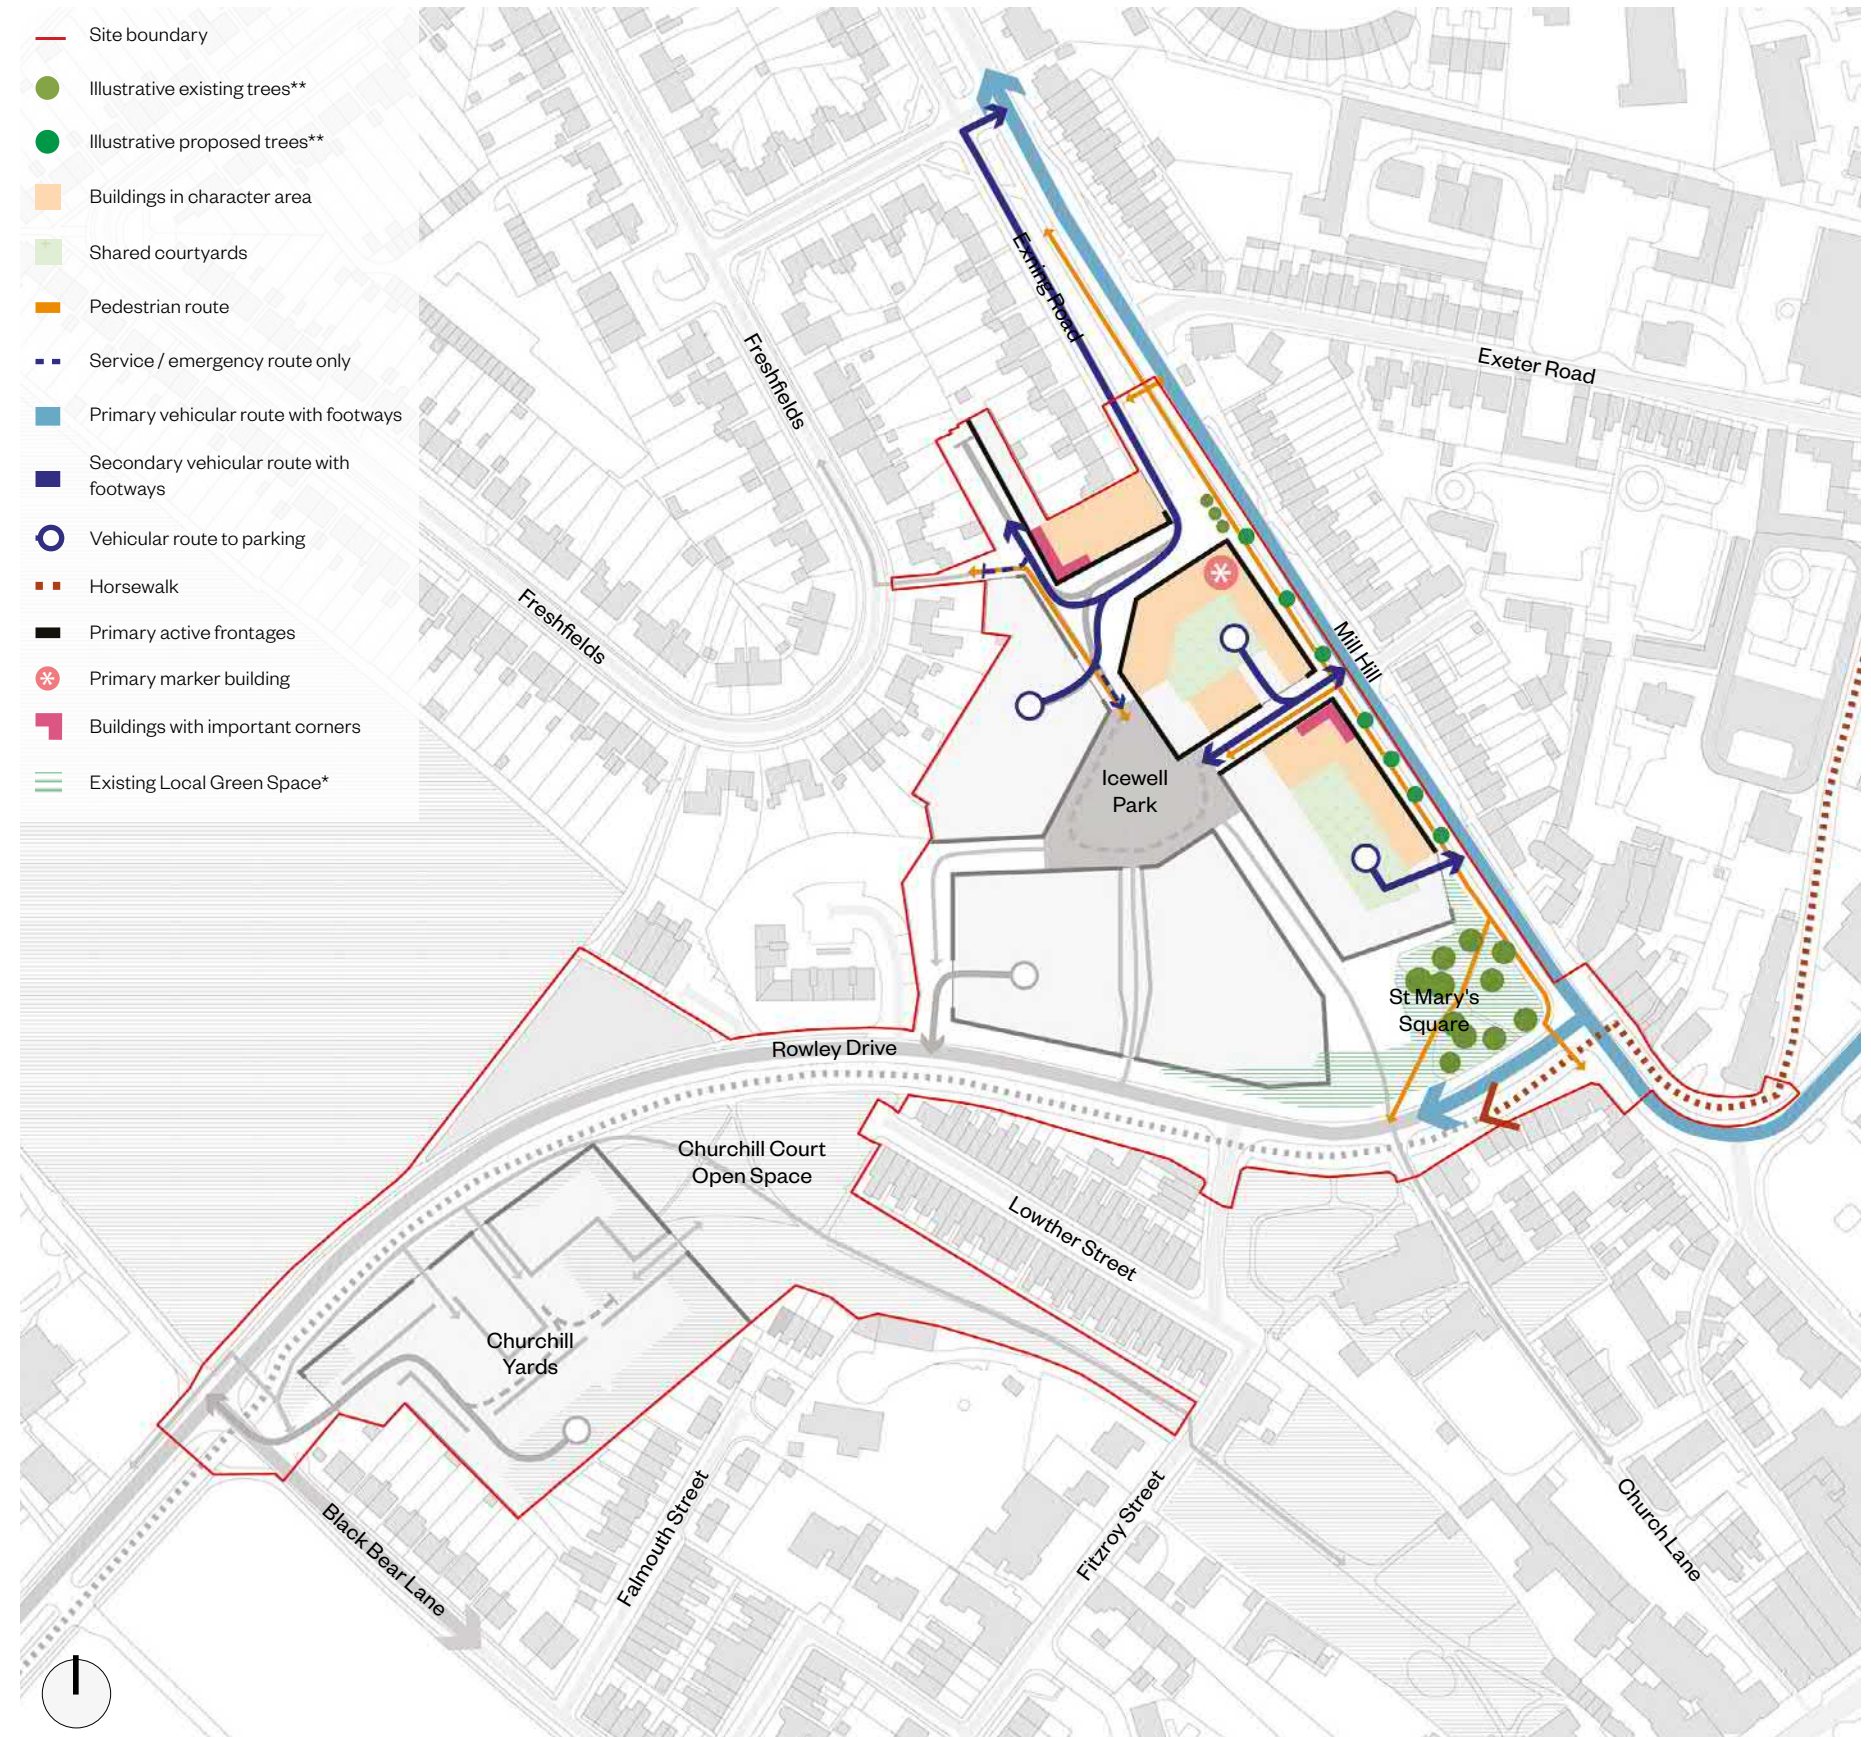 Site boundary
Illustrative existing trees**
Illustrative proposed trees**
Buildings in character area
Shared courtyards
Pedestrian route
Service / emergency route only
Primary vehicular route with footways
Secondary vehicular route with
footways
Vehicular route to parking
Horsewalk
Primary active frontages
Primary marker building
Buildings with important corners
Existing Local Green Space*
Exning Road
Freshfields
Exeter Road
Freshfields
Mill Hill
Icewell
Park
St Mary's
Square
Rowley Drive
Churchill Court
Open Space
Lowther Street
Churchill
Yards
Black Bear Lane
Falmouth Street
Fitzroy Street
Church Lane